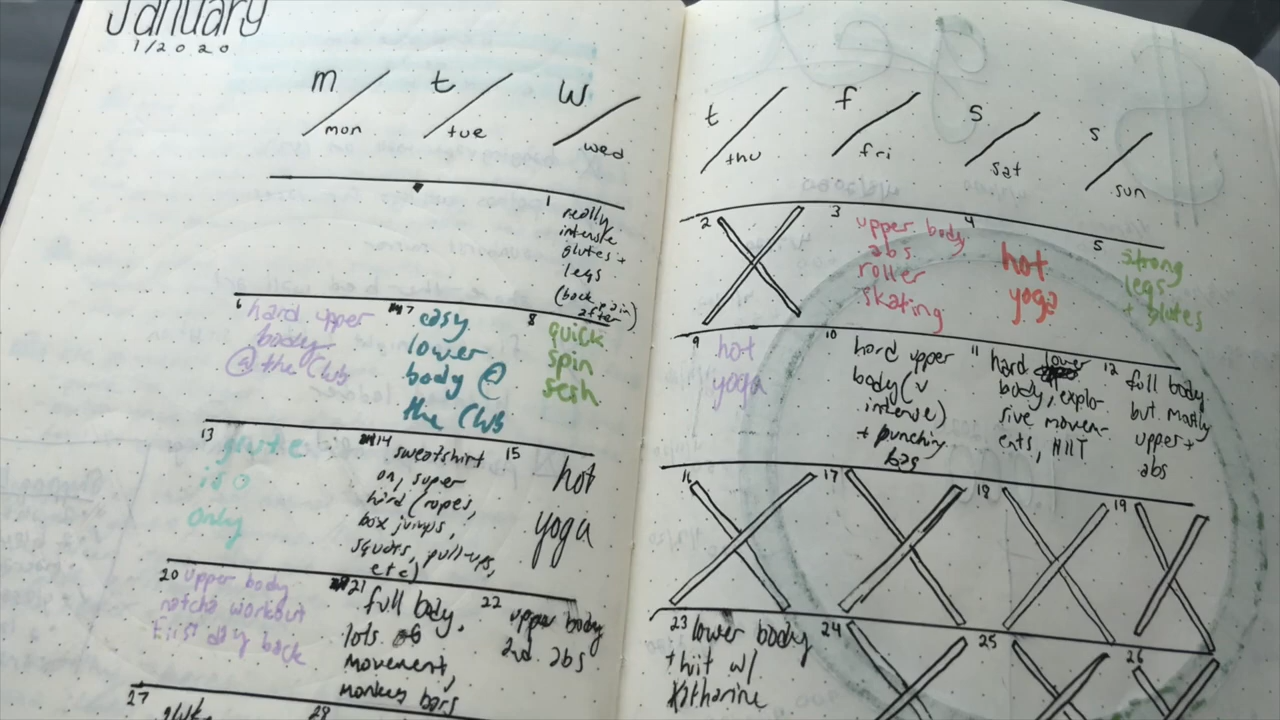 January
1/2020
m
mon
t
tue
w
wed
t
thu
f
fri
s
sat
s
sun
1
really
intense
glutes +
legs
(back pain)
after
2
3
upper body
abs
roller
skating
4
hot
yoga
5
strong
legs
+ glutes
6
hard upper
body
@ the Club
7
easy
lower
body @
the Club
8
quick
spin
sesh
9
hot
yoga
10
hard upper
body (v
intense)
+ punching
bag
11
hard lower
body, explo-
sive movem-
ents, HIIT
12
full body
but mostly
upper +
abs
13
glute
iso
only
14
sweatshirt
on, super
hard (ropes,
box jumps,
squats, pull-ups,
etc)
15
hot
yoga
16
17
18
19
20
upper body
matcha workout
first day back
21
full body,
lots of
movement,
monkey bars
22
upper body
and abs
23
lower body
+ hiit w/
Katharine
24
25
26
27
28